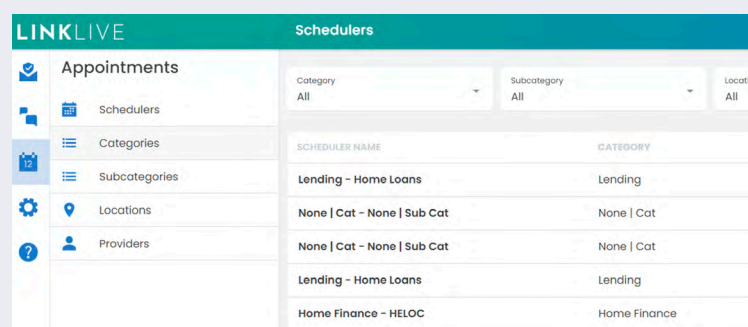 LINKLIVE
Schedulers
Appointments
Schedulers
Categories
Subcategories
Locations
Providers
12
?
Category
All
Subcategory
All
Locati
All
SCHEDULER NAME CATEGORY
Lending - Home Loans Lending
None | Cat - None | Sub Cat None | Cat
None | Cat - None | Sub Cat None | Cat
Lending - Home Loans Lending
Home Finance - HELOC Home Finance